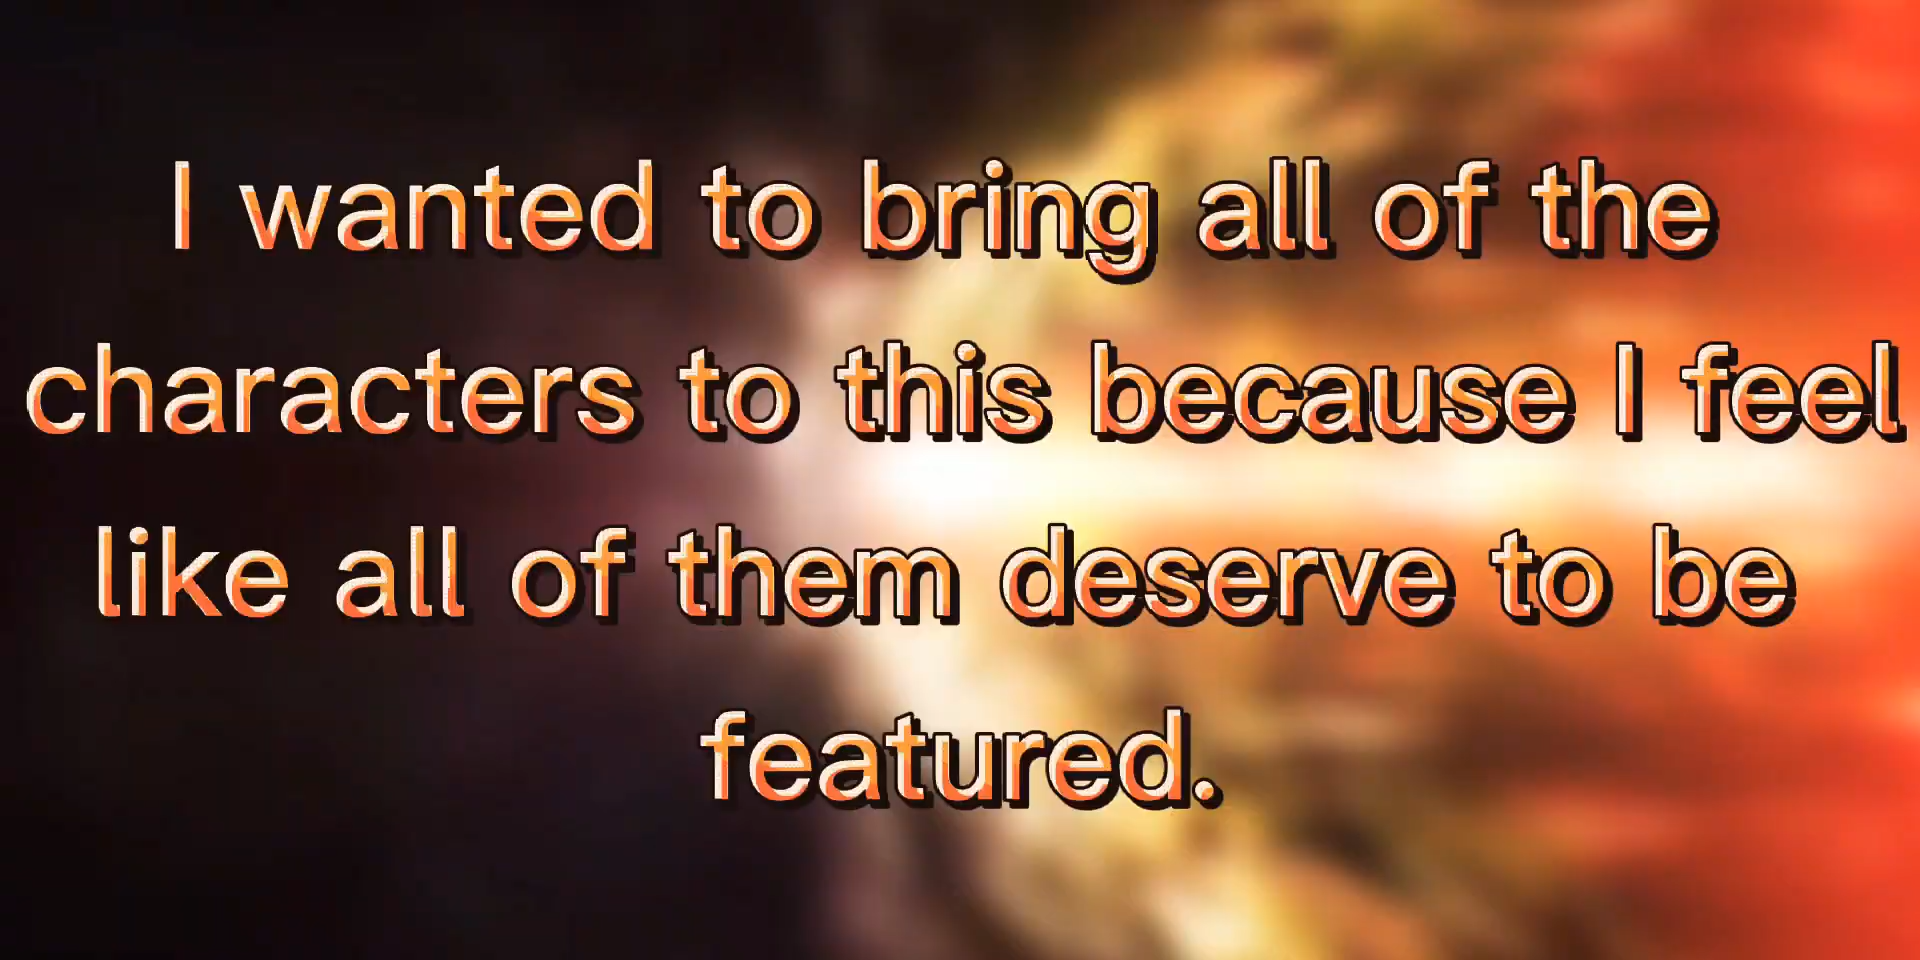 I wanted to bring all of the
characters to this because I feel
like all of them deserve to be
featured.